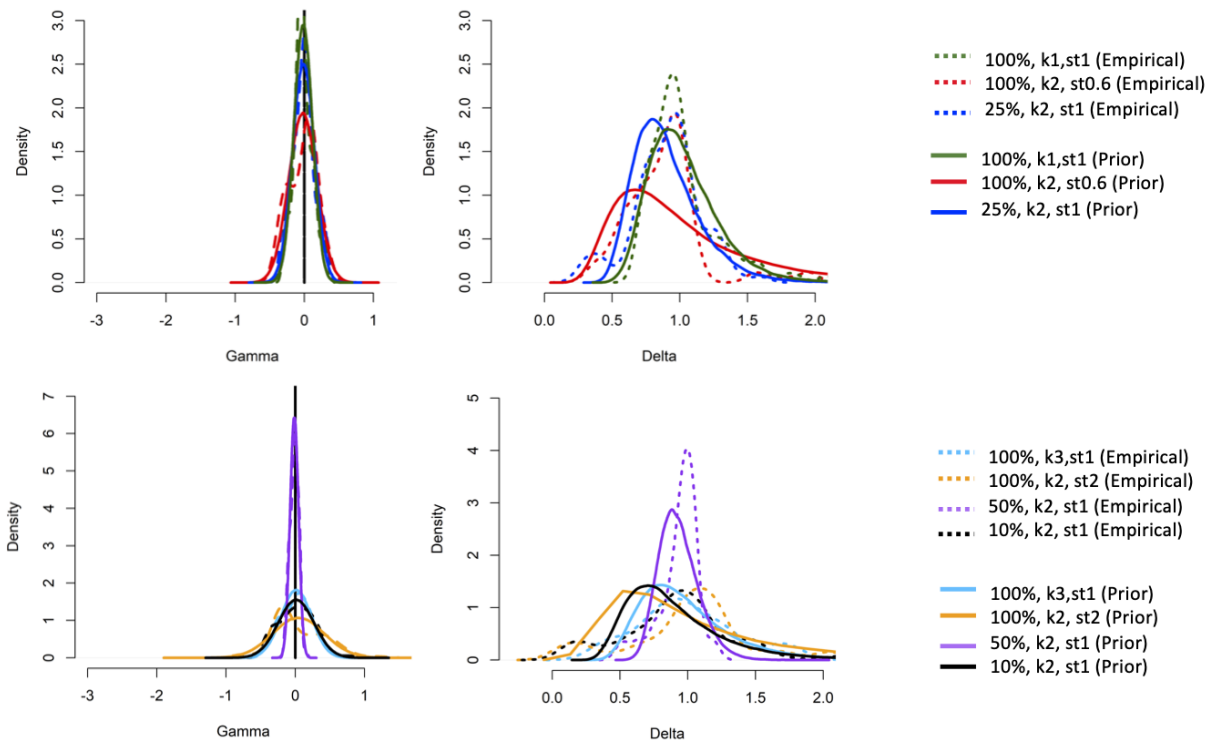 3.0
2.5
2.0
1.5
1.0
0.5
0.0
Density
-3 -2 -1 0 1
Gamma
3.0
2.5
2.0
1.5
1.0
0.5
0.0
Density
0.0 0.5 1.0 1.5 2.0
Delta
100%, k1,st1 (Empirical)
100%, k2, st0.6 (Empirical)
25%, k2, st1 (Empirical)
100%, k1,st1 (Prior)
100%, k2, st0.6 (Prior)
25%, k2, st1 (Prior)
7
6
5
4
3
2
1
0
Density
-3 -2 -1 0 1
Gamma
5
4
3
2
1
0
Density
0.0 0.5 1.0 1.5 2.0
Delta
100%, k3,st1 (Empirical)
100%, k2, st2 (Empirical)
50%, k2, st1 (Empirical)
10%, k2, st1 (Empirical)
100%, k3,st1 (Prior)
100%, k2, st2 (Prior)
50%, k2, st1 (Prior)
10%, k2, st1 (Prior)